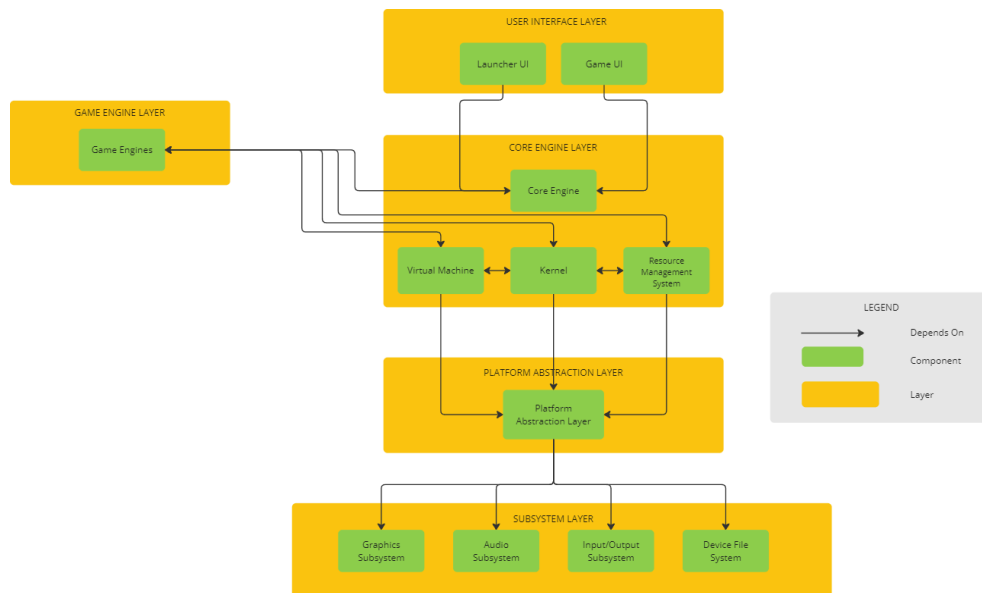 USER INTERFACE LAYER
Launcher UI
Game UI
GAME ENGINE LAYER
Game Engines
CORE ENGINE LAYER
Core Engine
Virtual Machine
Kernel
Resource
Management
System
LEGEND
Depends On
Component
Layer
PLATFORM ABSTRACTION LAYER
Platform
Abstraction Layer
SUBSYSTEM LAYER
Graphics
Subsystem
Audio
Subsystem
Input/Output
Subsystem
Device File
System